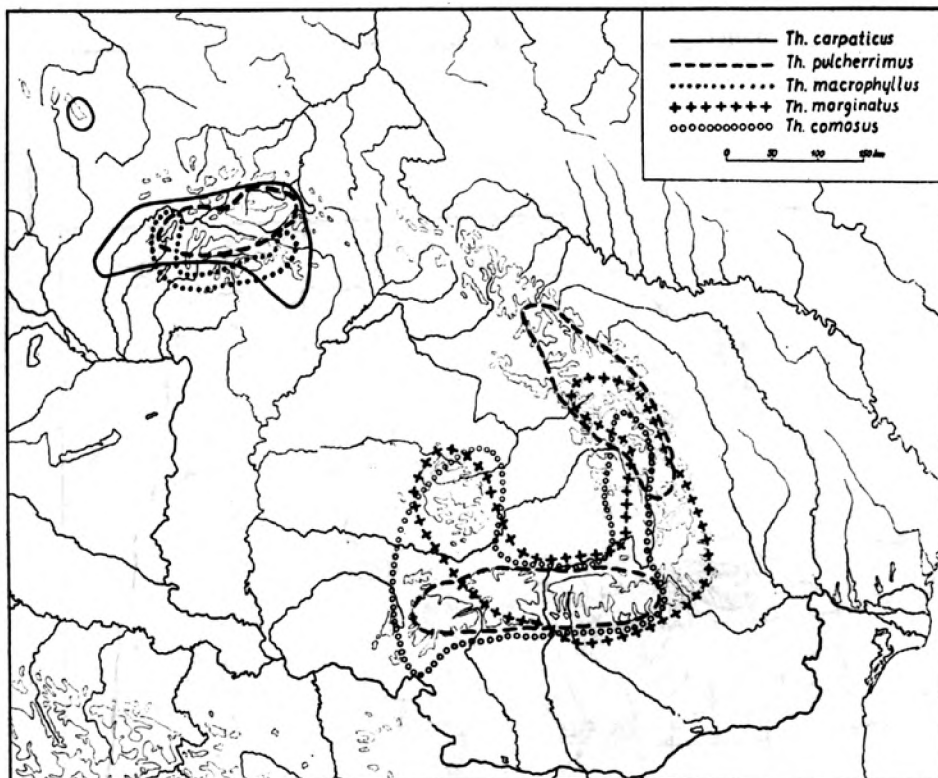 Th. carpaticus
Th. pulcherrimus
Th. macrophyllus
Th. marginatus
Th. comosus
0 50 100 150 km